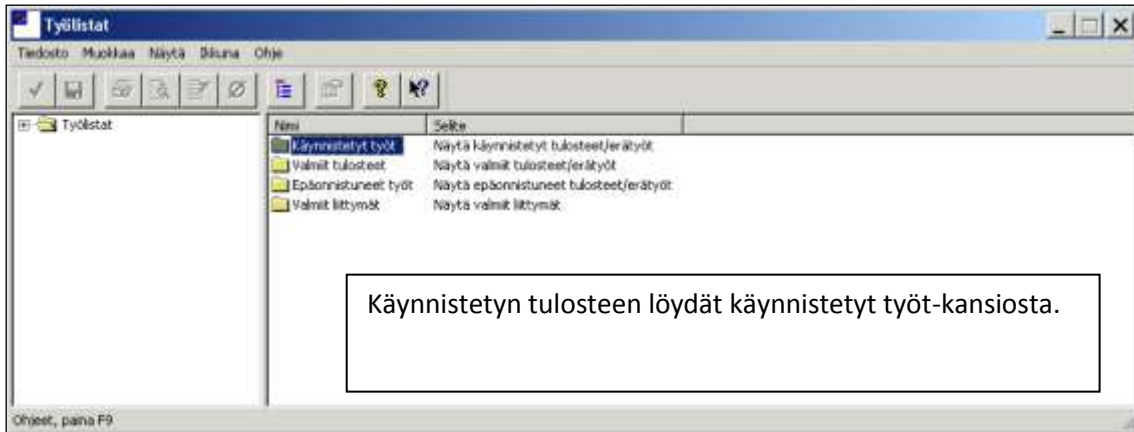 Työlistat
Tiedosto Muokkaa Näytä Ikkuna Ohje
Työlistat
Nimi Selite
Käynnistetyt työt Näytä käynnistetyt tulosteet/erätyöt
Valmiit tulosteet Näytä valmiit tulosteet/erätyöt
Epäonnistuneet työt Näytä epäonnistuneet tulosteet/erätyöt
Valmiit liittymät Näytä valmiit liittymät
Käynnistetyn tulosteen löydät käynnistetyt työt-kansiosta.
Ohjeet, paina F9